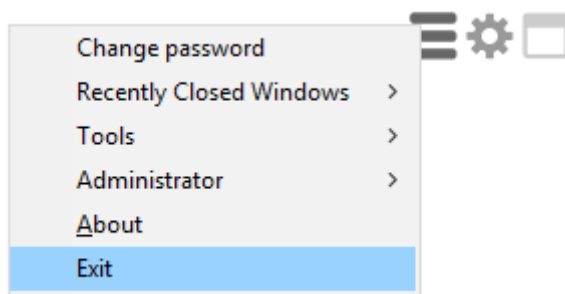 Change password
Recently Closed Windows
Tools
Administrator
About
Exit